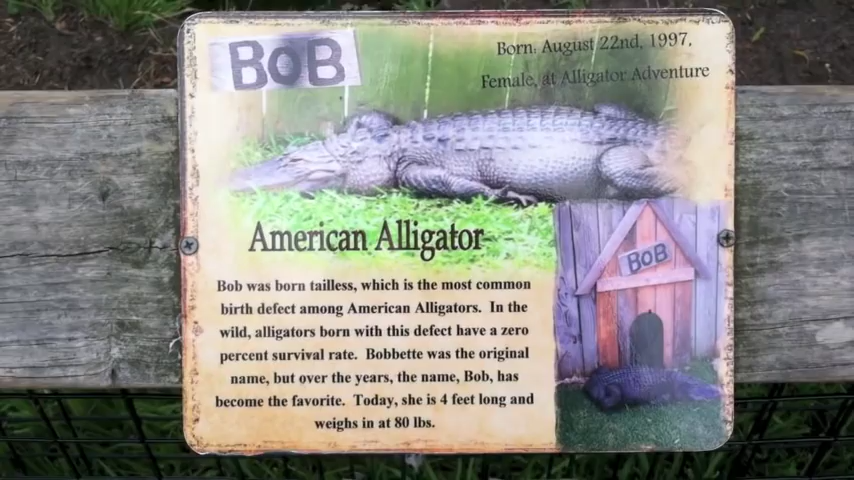 BOB
Born: August 22nd, 1997,
Female, at Alligator Adventure
American Alligator
BOB
Bob was born tailless, which is the most common
birth defect among American Alligators. In the
wild, alligators born with this defect have a zero
percent survival rate. Bobbette was the original
name, but over the years, the name, Bob, has
become the favorite. Today, she is 4 feet long and
weighs in at 80 lbs.